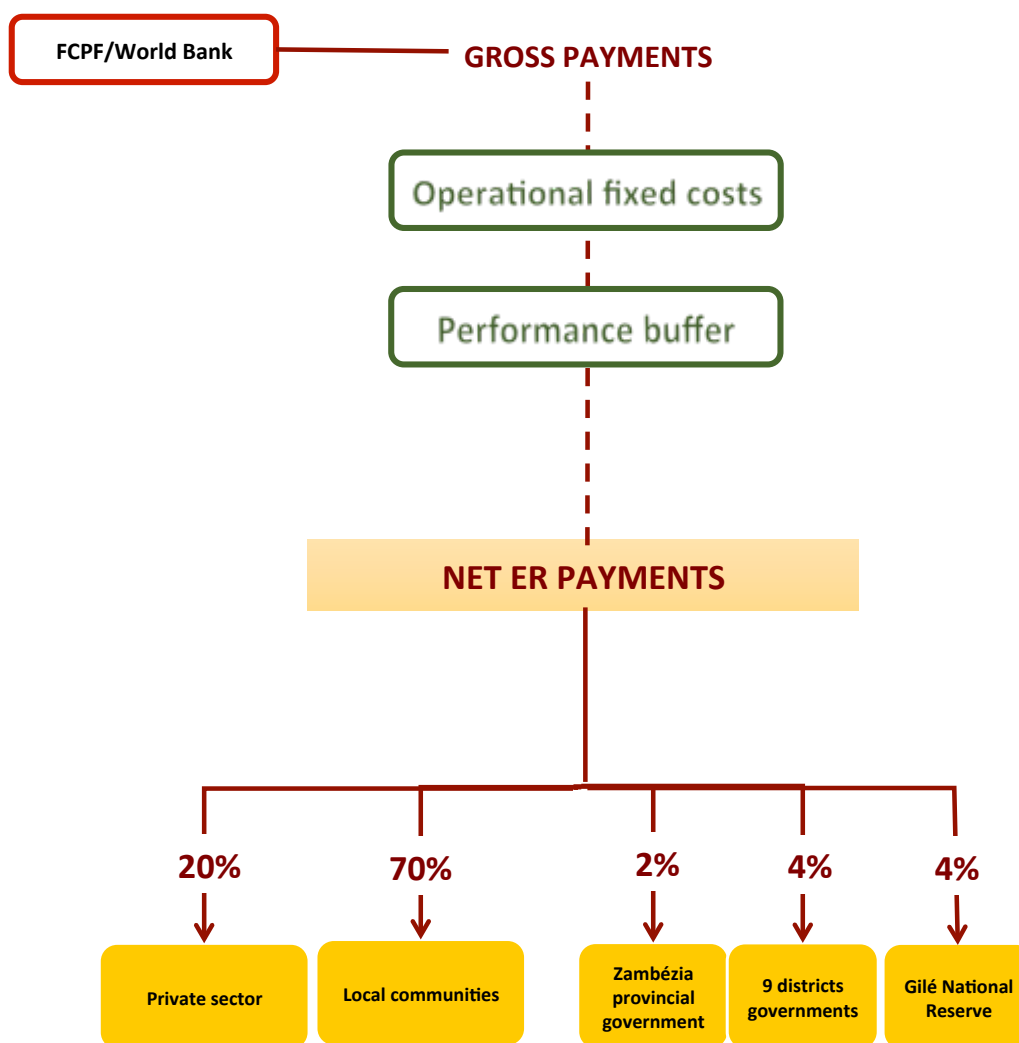 FCPF/World Bank
GROSS PAYMENTS
Operational fixed costs
Performance buffer
NET ER PAYMENTS
20%
70%
2%
4%
4%
Private sector
Local communities
Zambézia
provincial
government
9 districts
governments
Gilé National
Reserve